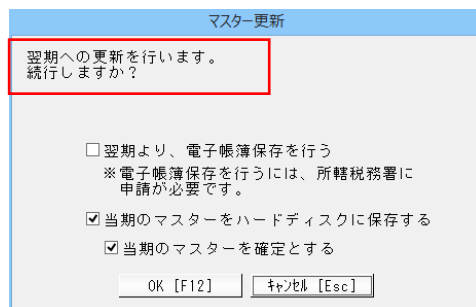 マスター更新
翌期への更新を行います。
続行しますか？
翌期より、電子帳簿保存を行う
※電子帳簿保存を行うには、所轄税務署に
申請が必要です。
当期のマスターをハードディスクに保存する
当期のマスターを確定とする
OK [F12]
ｷｬﾝｾﾙ [Esc]